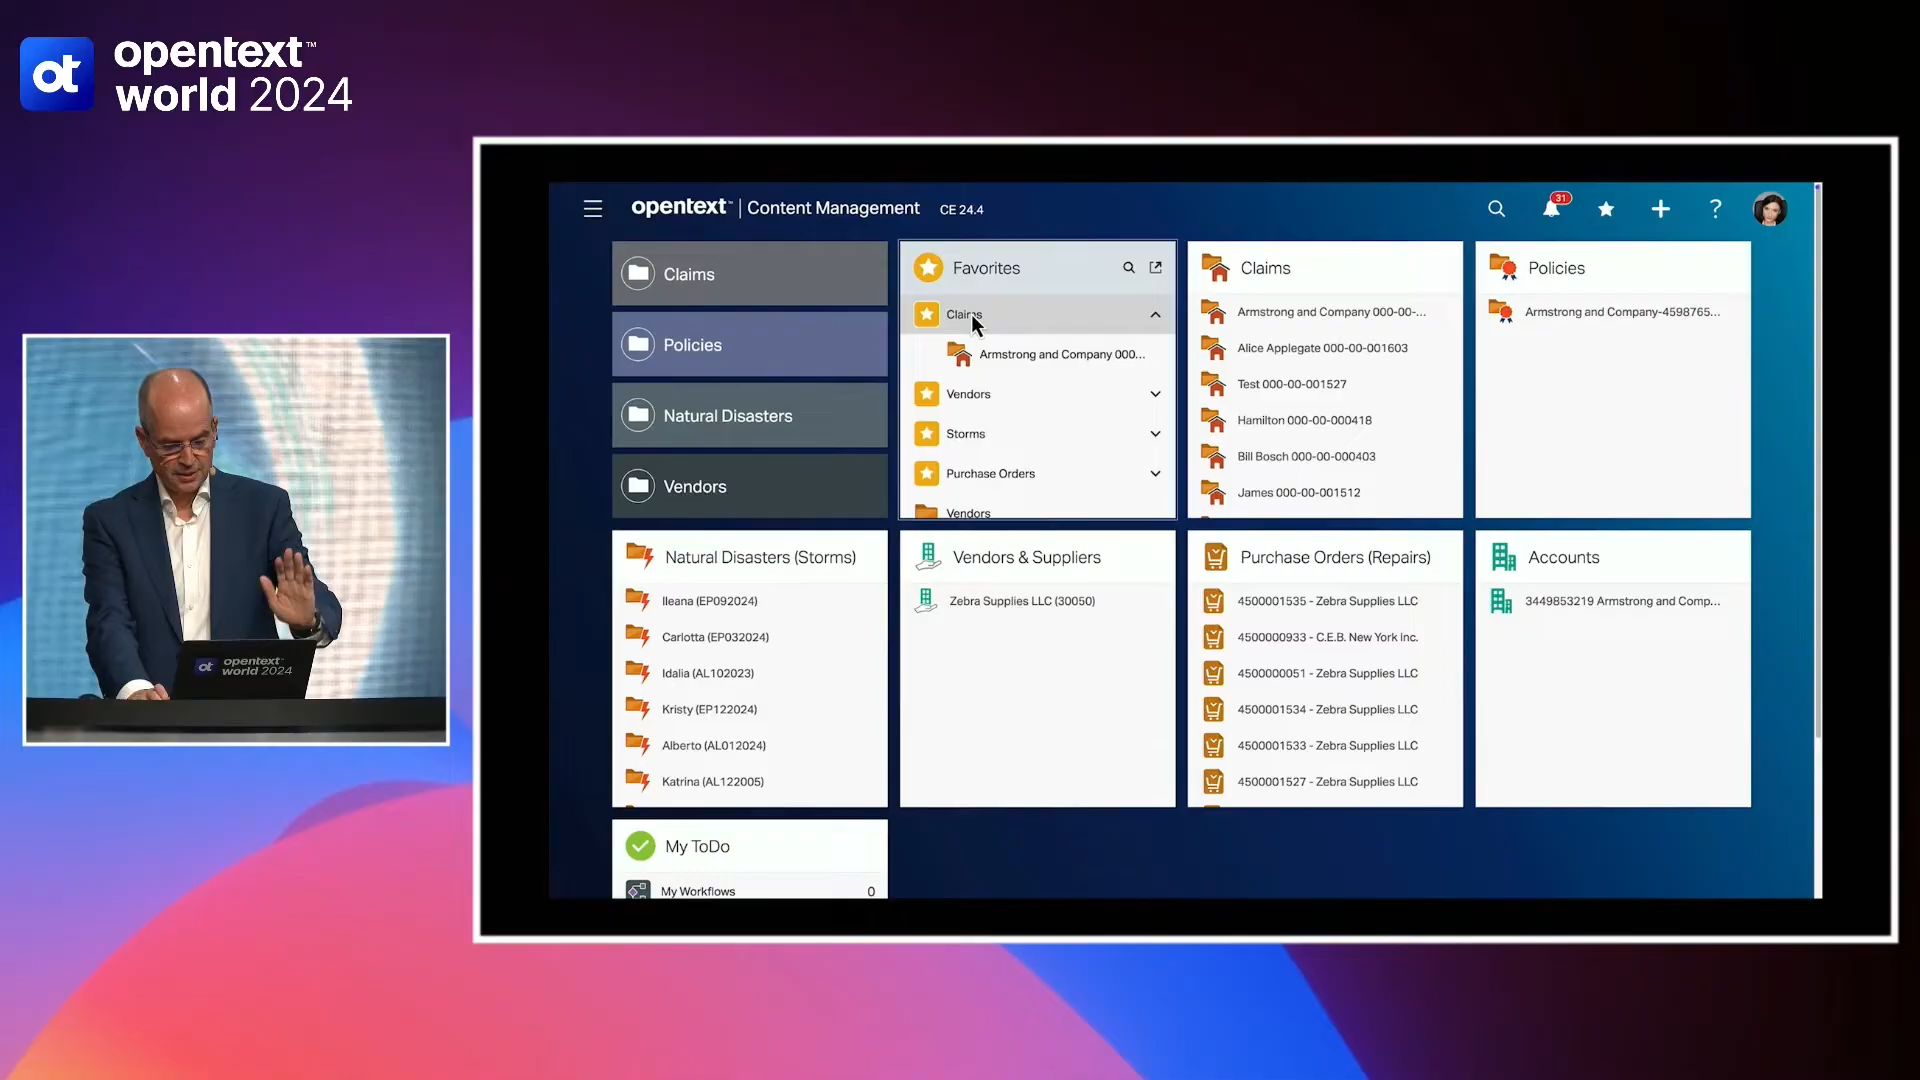 opentext™
world 2024
opentext™ | Content Management CE 24.4
31
Claims
Policies
Natural Disasters
Vendors
Favorites
Claims
Armstrong and Company 000...
Vendors
Storms
Purchase Orders
Vendors
Claims
Armstrong and Company 000-00-...
Alice Applegate 000-00-001603
Test 000-00-001527
Hamilton 000-00-000418
Bill Bosch 000-00-000403
James 000-00-001512
Policies
Armstrong and Company-4598765...
Natural Disasters (Storms)
Ileana (EP092024)
Carlotta (EP032024)
Idalia (AL102023)
Kristy (EP122024)
Alberto (AL012024)
Katrina (AL122005)
Vendors & Suppliers
Zebra Supplies LLC (30050)
Purchase Orders (Repairs)
4500001535 - Zebra Supplies LLC
4500000933 - C.E.B. New York Inc.
4500000051 - Zebra Supplies LLC
4500001534 - Zebra Supplies LLC
4500001533 - Zebra Supplies LLC
4500001527 - Zebra Supplies LLC
Accounts
3449853219 Armstrong and Comp...
My ToDo
My Workflows 0
opentext™
world 2024